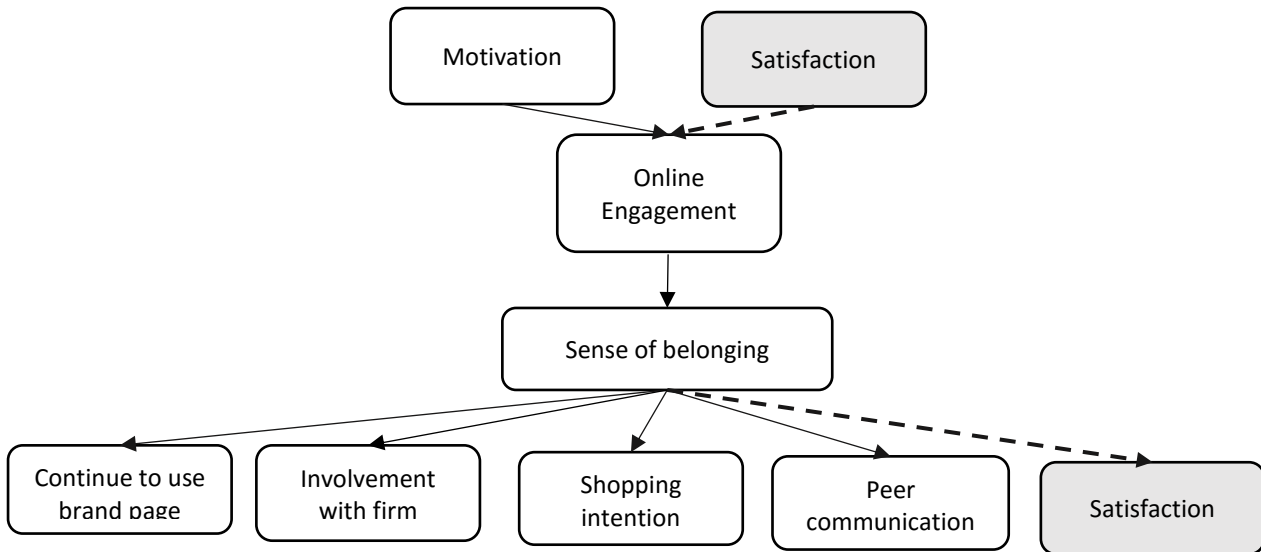 Motivation
Satisfaction
Online
Engagement
Sense of belonging
Continue to use
brand page
Involvement
with firm
Shopping
intention
Peer
communication
Satisfaction